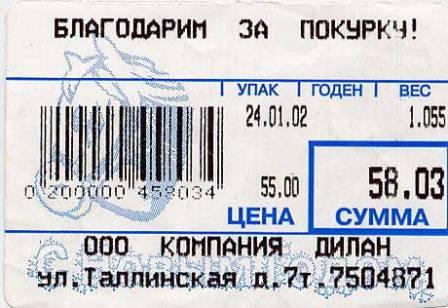 БЛАГОДАРИМ ЗА ПОКУРКУ!
УПАК ГОДЕН ВЕС
24.01.02 1.055
0 200000 459034
55.00 58.03
ЦЕНА СУММА
ООО КОМПАНИЯ ДИЛАН
ул.Таллинская д.7т.7504871